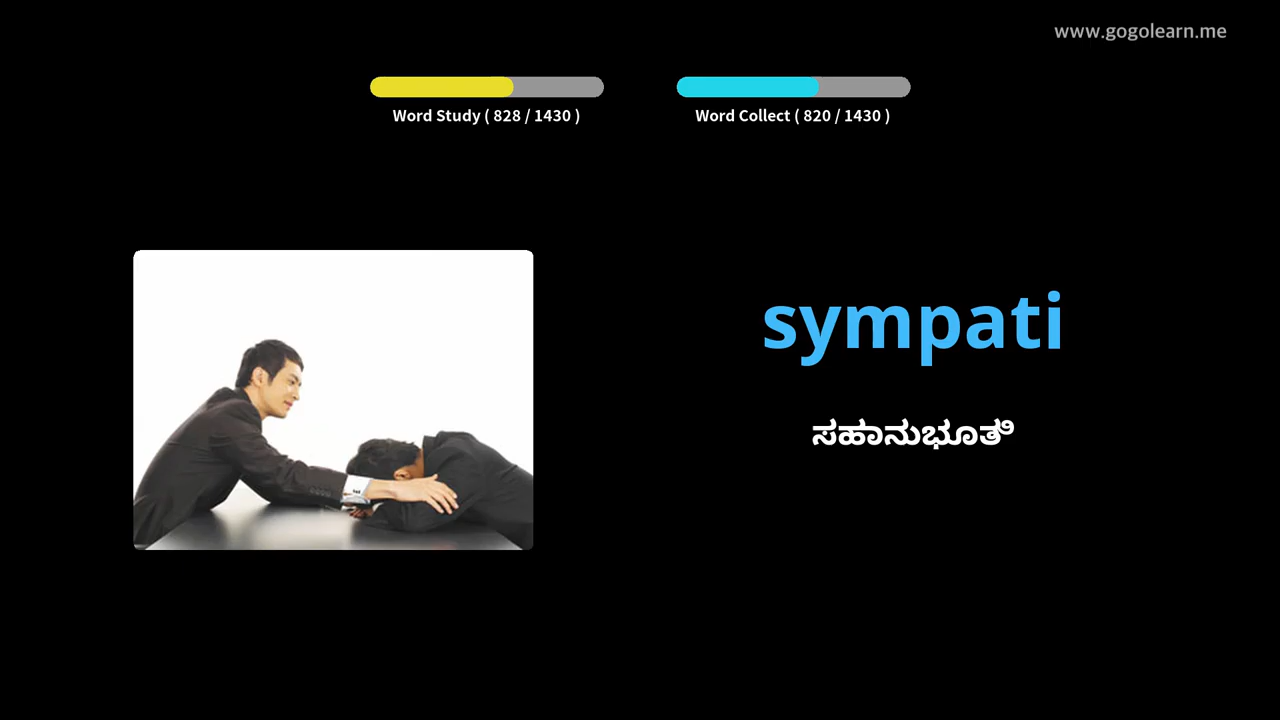 www.gogolearn.me
Word Study ( 828 / 1430 )
Word Collect ( 820 / 1430 )
sympati
ಸಹಾನುಭೂತಿ